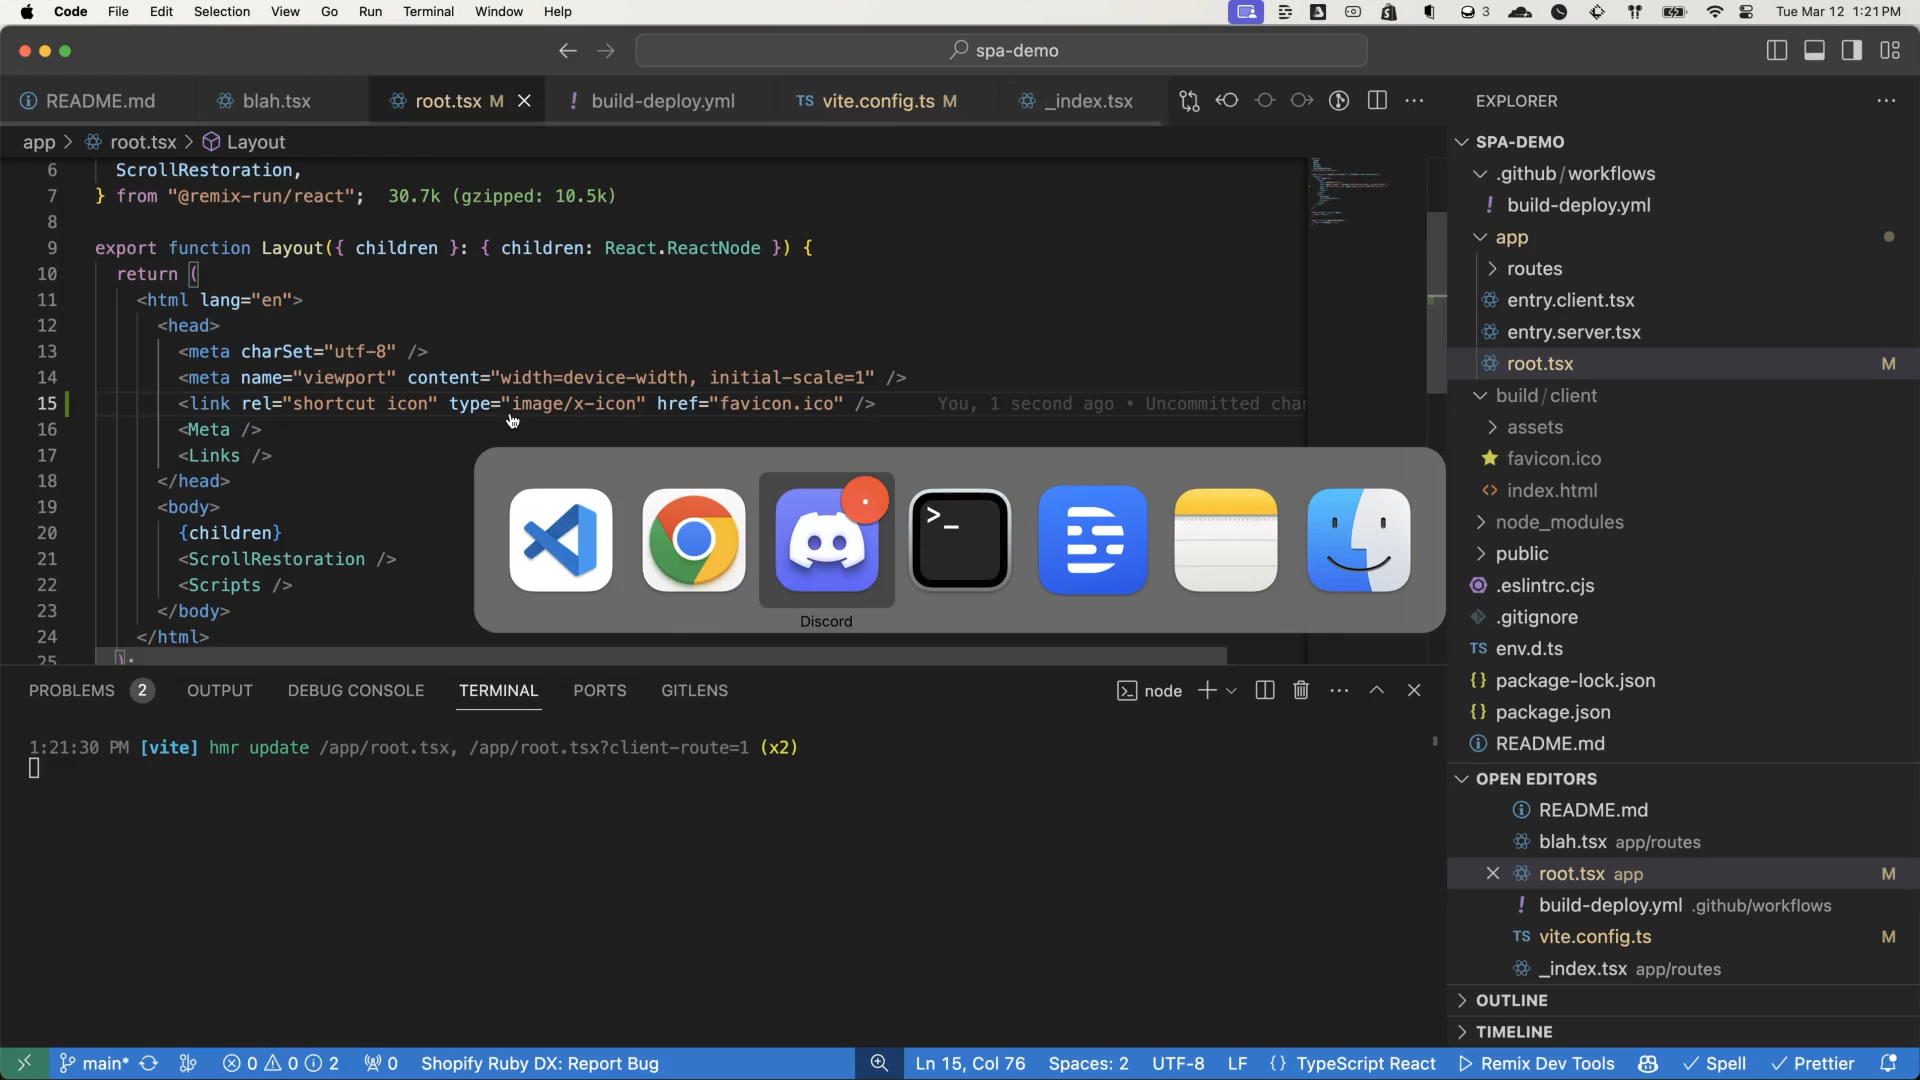 Code File Edit Selection View Go Run Terminal Window Help 3 Tue Mar 12 1:21 PM
spa-demo
README.md blah.tsx root.tsx M build-deploy.yml TS vite.config.ts M _index.tsx EXPLORER
app root.tsx Layout
6 ScrollRestoration,
7 } from "@remix-run/react"; 30.7k (gzipped: 10.5k)
8
9 export function Layout({ children }: { children: React.ReactNode }) {
10 return (
11 <html lang="en">
12 <head>
13 <meta charSet="utf-8" />
14 <meta name="viewport" content="width=device-width, initial-scale=1" />
15 <link rel="shortcut icon" type="image/x-icon" href="favicon.ico" /> You, 1 second ago • Uncommitted char
16 <Meta />
17 <Links />
18 </head>
19 <body>
20 {children}
21 <ScrollRestoration />
22 <Scripts />
23 </body>
24 </html>
25 );
Discord
SPA-DEMO
.github/workflows
build-deploy.yml
app
routes
entry.client.tsx
entry.server.tsx
root.tsx M
build/client
assets
favicon.ico
index.html
node_modules
public
.eslintrc.cjs
.gitignore
TS env.d.ts
package-lock.json
package.json
README.md
OPEN EDITORS
README.md
blah.tsx app/routes
root.tsx app M
build-deploy.yml .github/workflows
TS vite.config.ts M
_index.tsx app/routes
OUTLINE
TIMELINE
PROBLEMS 2 OUTPUT DEBUG CONSOLE TERMINAL PORTS GITLENS node
1:21:30 PM [vite] hmr update /app/root.tsx, /app/root.tsx?client-route=1 (x2)
main* 0 0 2 0 Shopify Ruby DX: Report Bug Ln 15, Col 76 Spaces: 2 UTF-8 LF {} TypeScript React Remix Dev Tools Spell Prettier